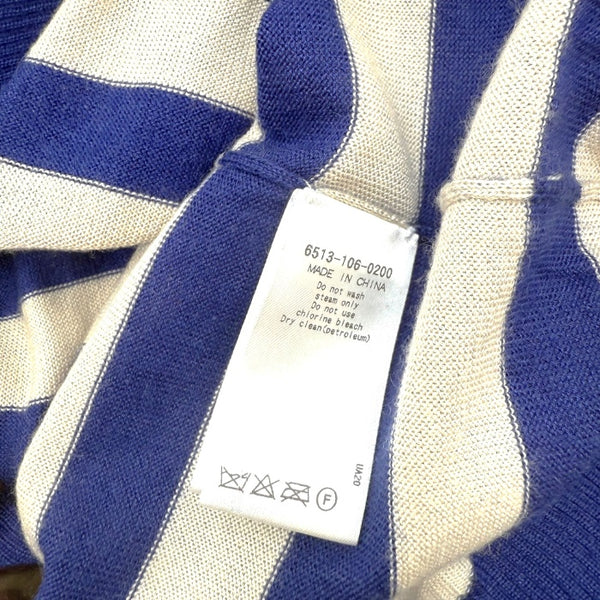 6513-106-0200
MADE IN CHINA
Do not wash
steam only
Do not use
chlorine bleach
Dry clean(petroleum)
UA20
F